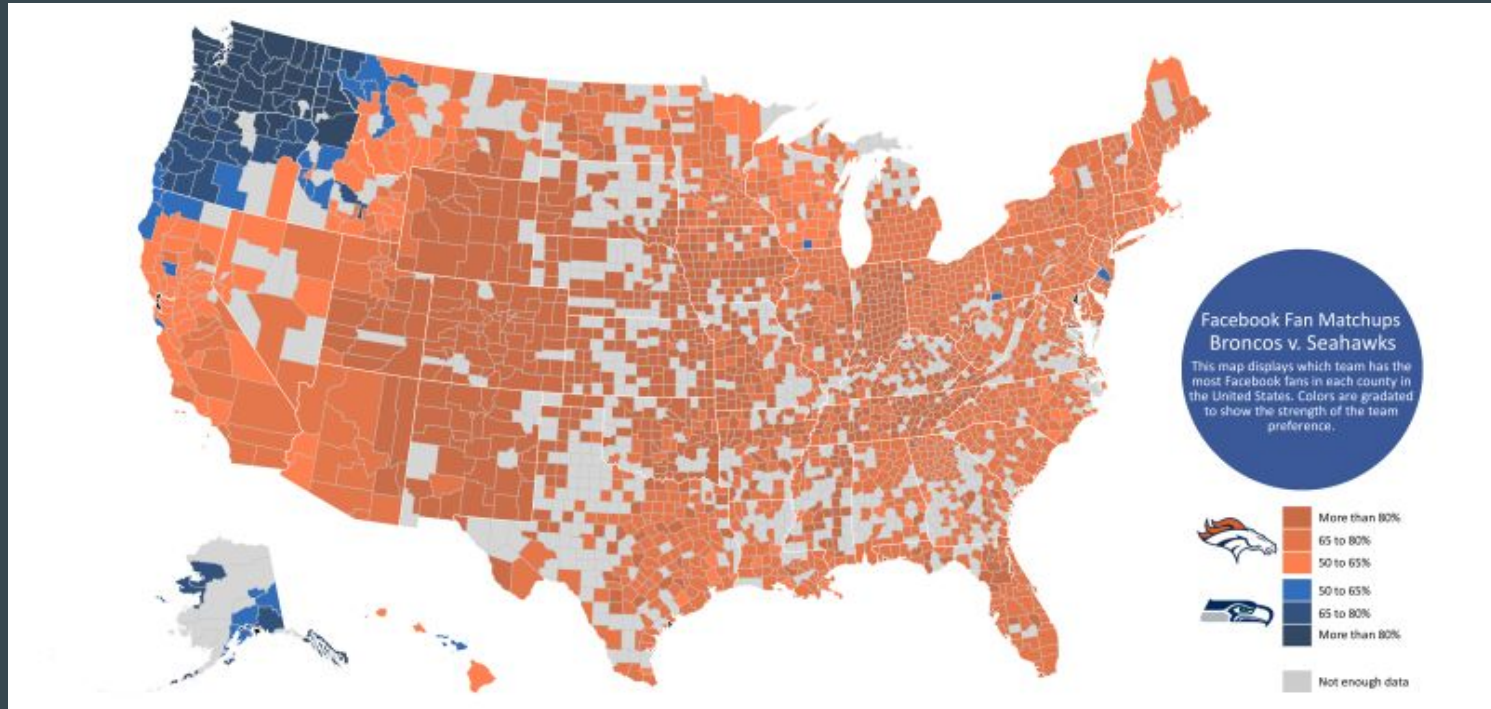 Facebook Fan Matchups
Broncos v. Seahawks
This map displays which team has the
most Facebook fans in each county in
the United States. Colors are gradated
to show the strength of the team
preference.
More than 80%
65 to 80%
50 to 65%
50 to 65%
65 to 80%
More than 80%
Not enough data